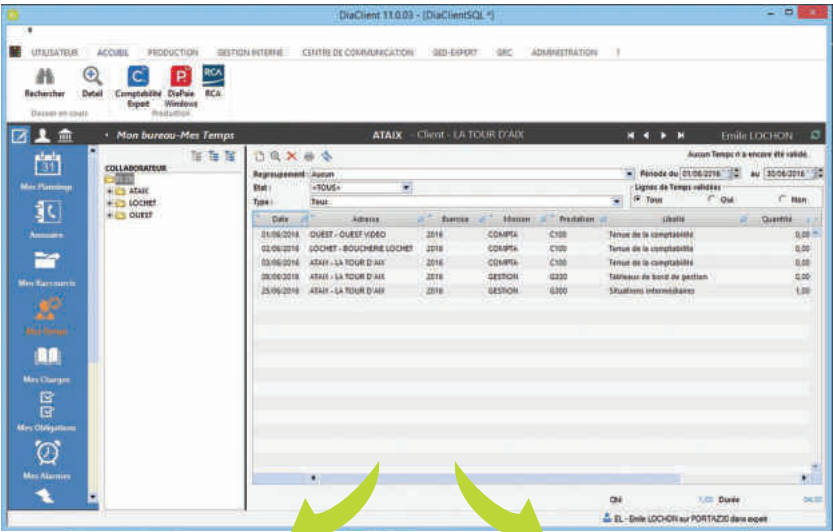 DiaClient 11.0.03 - [DiaClientSQL *]
UTILISATEUR ACCUEIL PRODUCTION GESTION INTERNE CENTRE DE COMMUNICATION GED-EXPERT GRC ADMINISTRATION ?
Rechercher Detail Comptabilité Expert DiaPaie Windows RCA
Dossier en cours Production
Mon bureau-Mes Temps ATAIX - Client - LA TOUR D'AIX Emile LOCHON
Aucun Temps n'a encore été validé.
Mes Plannings
Annuaire
Mes Raccourcis
Mes Temps
Mes Charges
Mes Obligations
Mes Alarmes
COLLABORATEUR
ATAIX
LOCHET
OUEST
Regroupement : Aucun Période du 01/06/2016 au 30/06/2016
Etat : «TOUS» Lignes de Temps validées
Type : Tous Tous Oui Non
Date Adresse Exercice Mission Prestation Libellé Quantité
01/06/2016 OUEST - OUEST VIDEO 2016 COMPTA C100 Tenue de la comptabilité 0,00
02/06/2016 LOCHET - BOUCHERIE LOCHET 2016 COMPTA C100 Tenue de la comptabilité 0,00
03/06/2016 ATAIX - LA TOUR D'AIX 2016 COMPTA C100 Tenue de la comptabilité 0,00
ATAIX - LA TOUR D'AIX 2016 GESTION Tableaux de bord de gestion 0,00
25/06/2016 ATAIX - LA TOUR D'AIX 2016 GESTION G300 Situations intermédiaires 1,00
Qté 1,00 Durée
EL - Emile LOCHON sur PORTAZIO dans expert